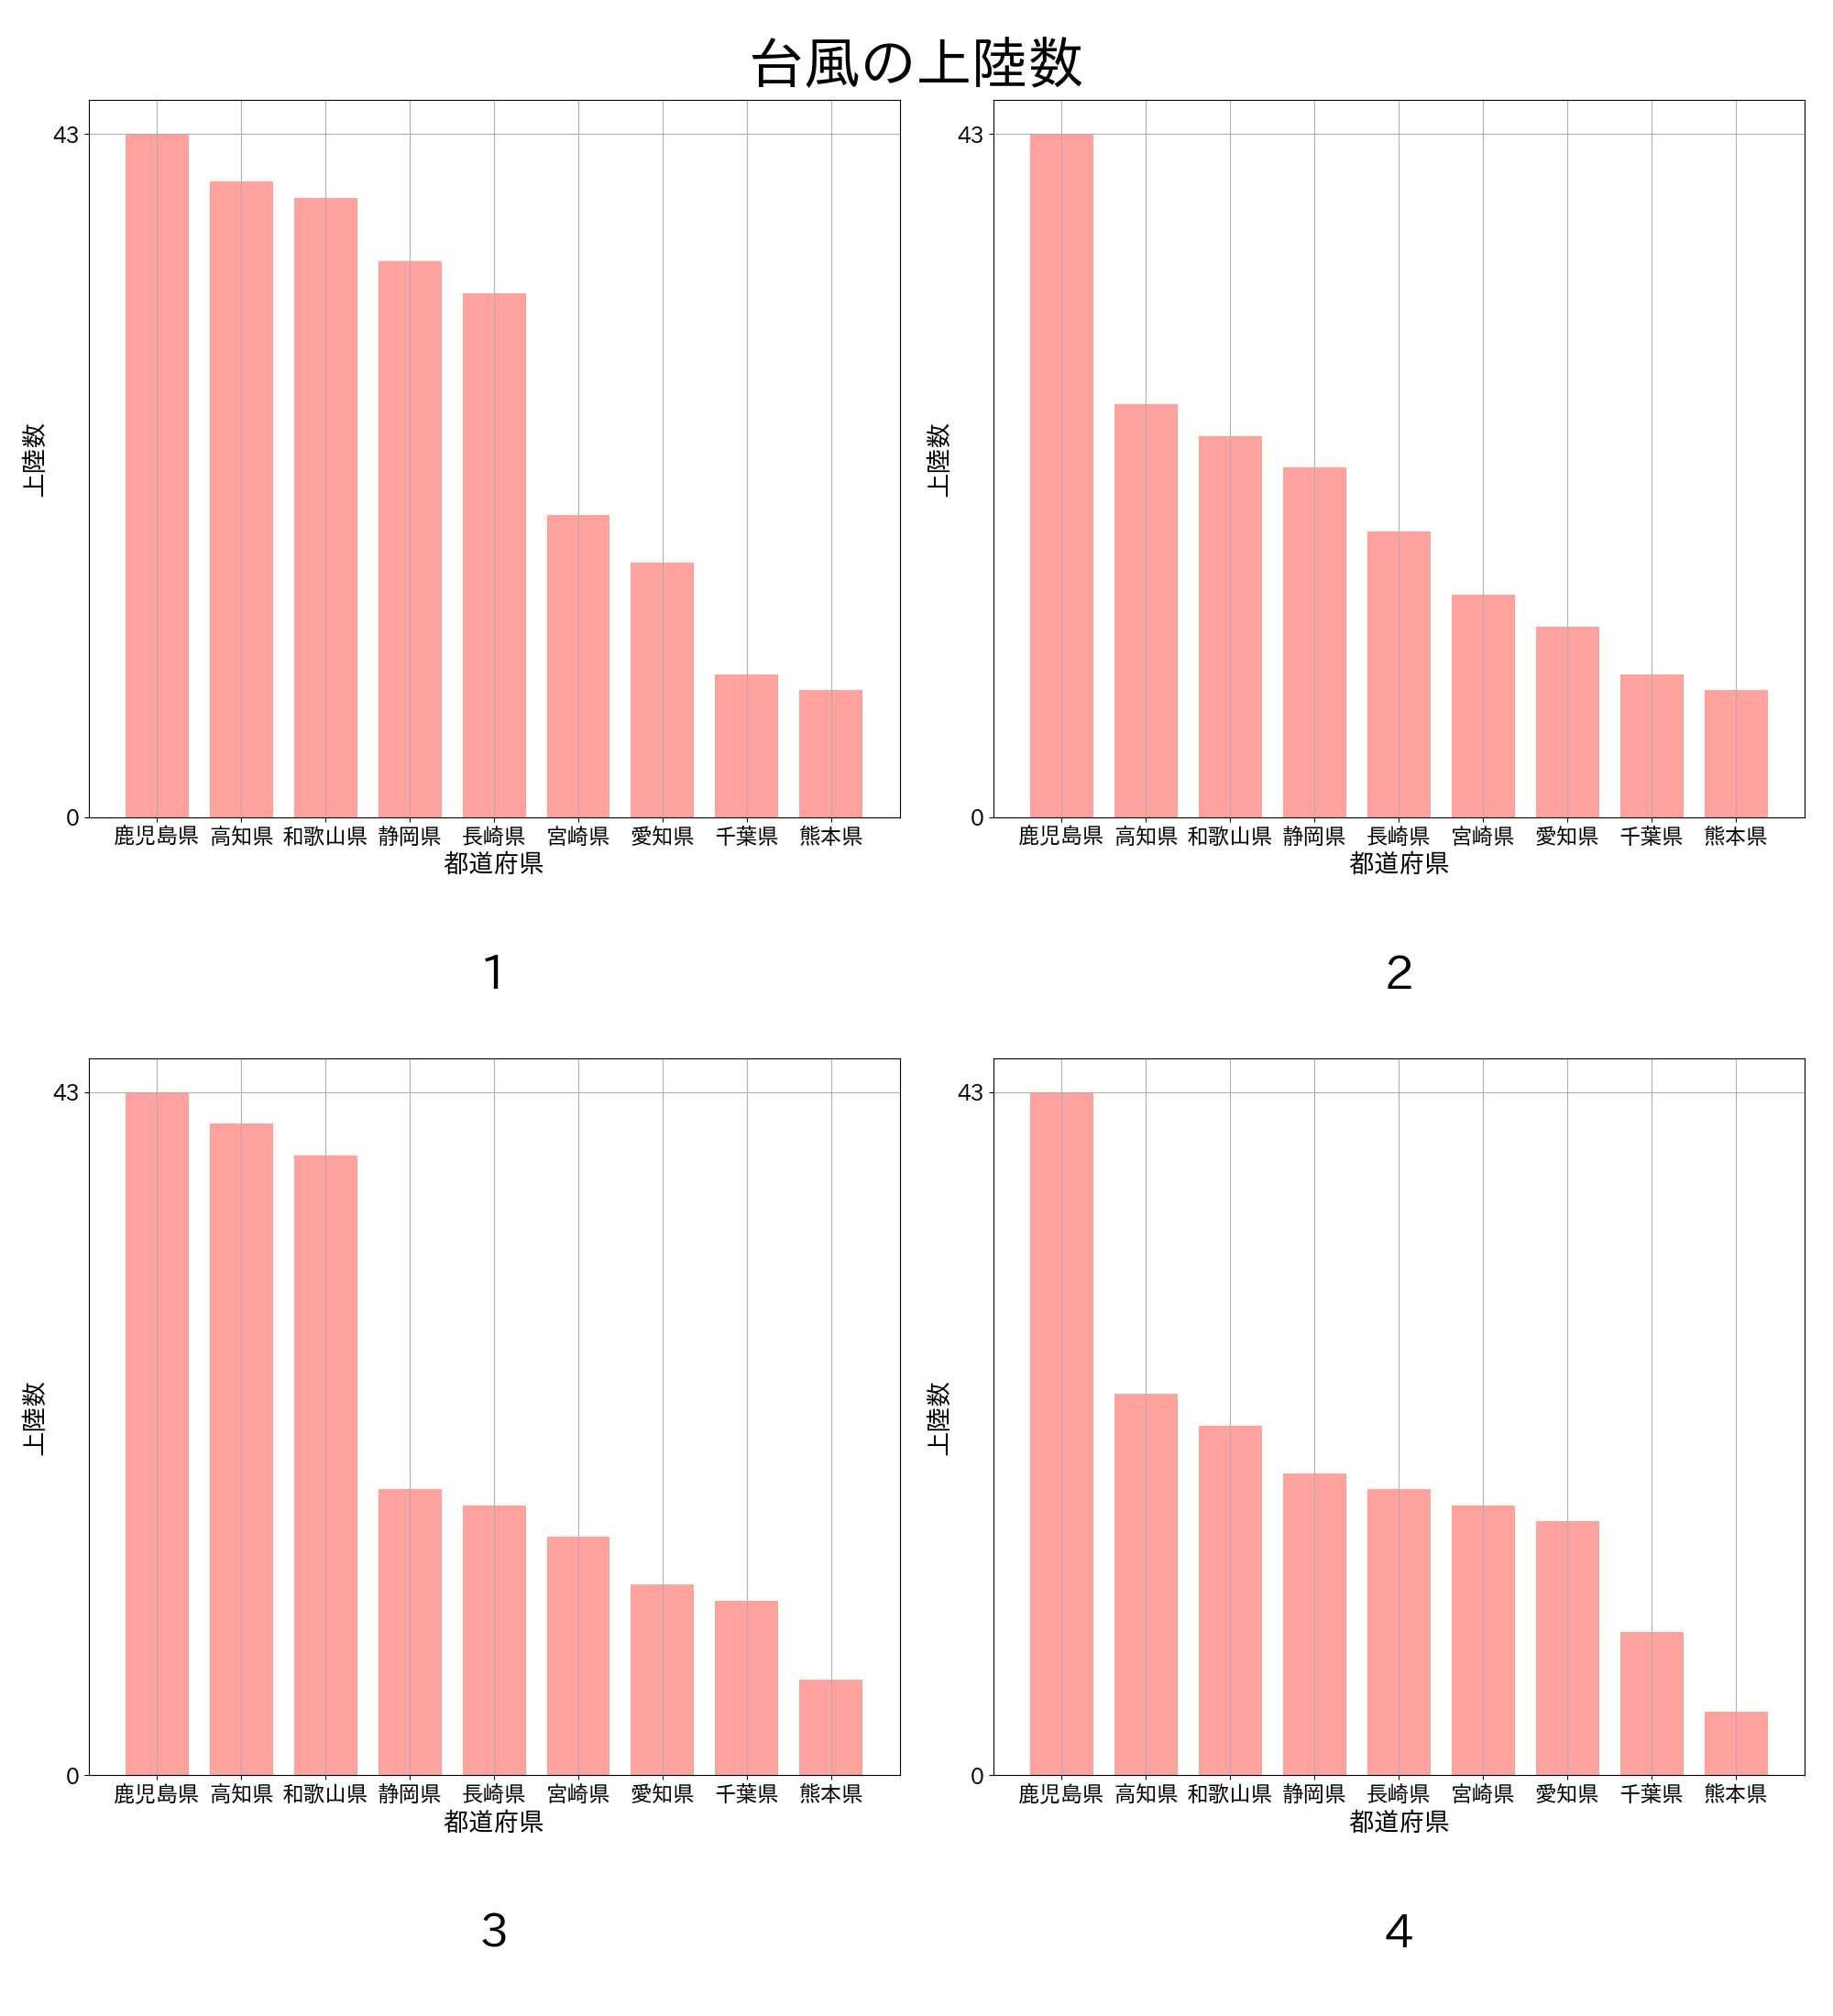 台風の上陸数
43
0
上陸数
鹿児島県 高知県 和歌山県 静岡県 長崎県 宮崎県 愛知県 千葉県 熊本県
都道府県
1
43
0
上陸数
鹿児島県 高知県 和歌山県 静岡県 長崎県 宮崎県 愛知県 千葉県 熊本県
都道府県
2
43
0
上陸数
鹿児島県 高知県 和歌山県 静岡県 長崎県 宮崎県 愛知県 千葉県 熊本県
都道府県
3
43
0
上陸数
鹿児島県 高知県 和歌山県 静岡県 長崎県 宮崎県 愛知県 千葉県 熊本県
都道府県
4